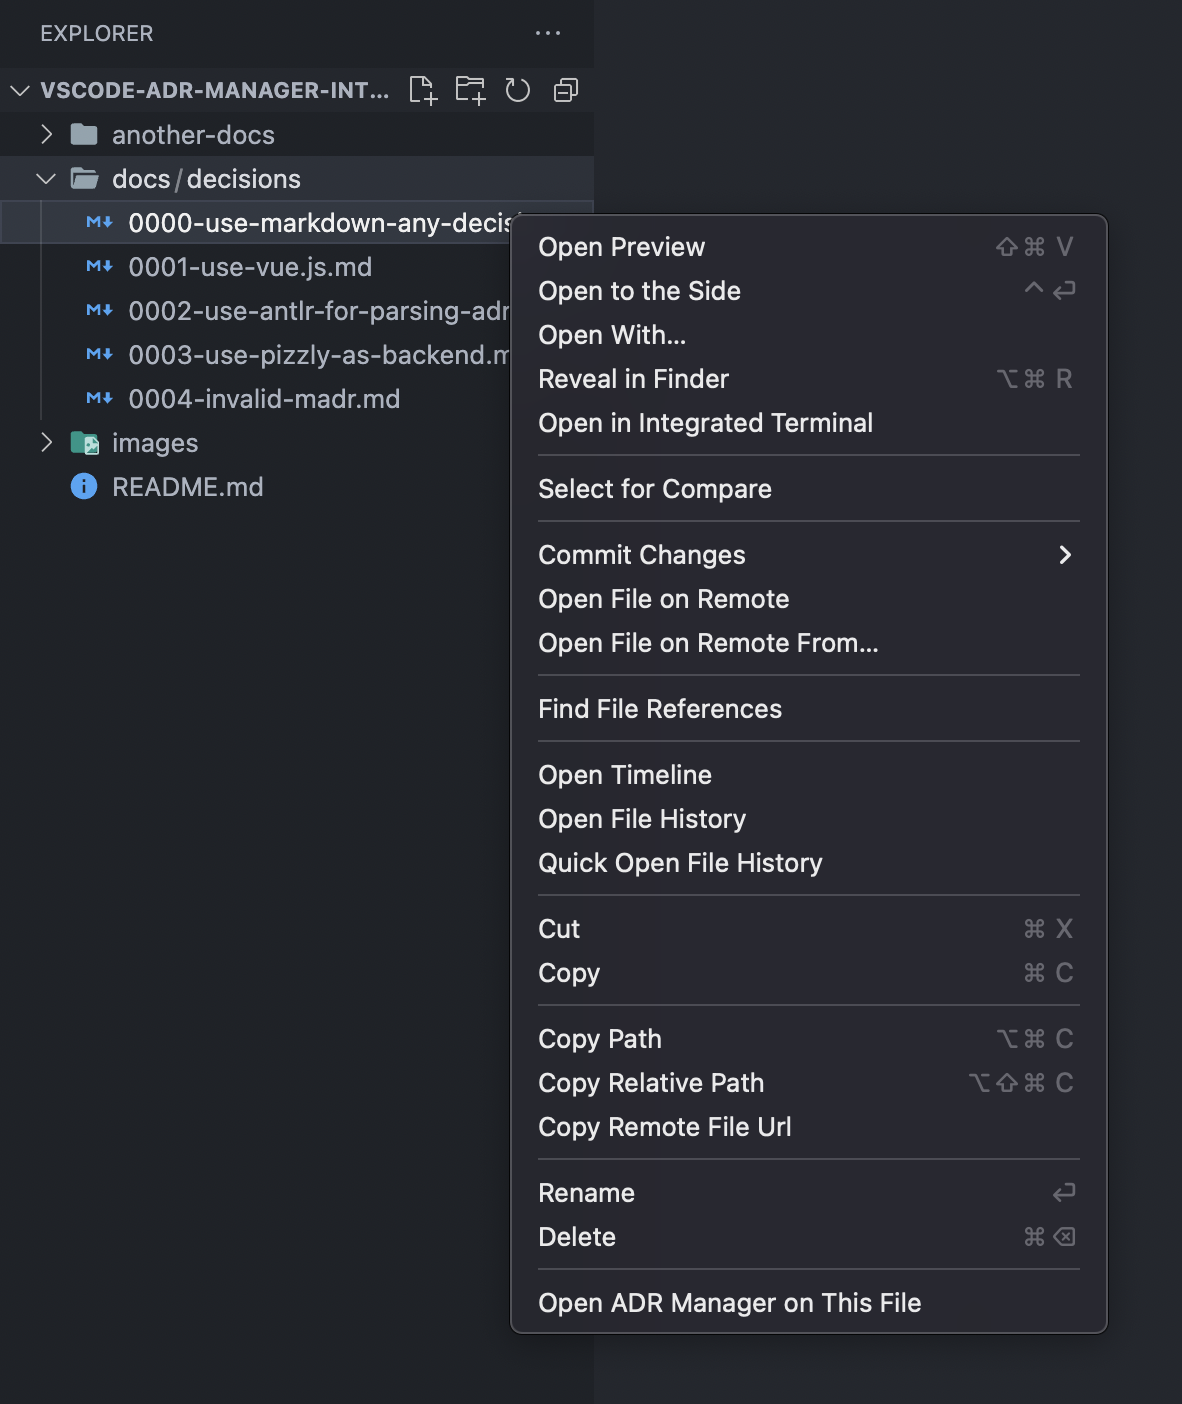 EXPLORER
VSCODE-ADR-MANAGER-INT...
another-docs
docs/decisions
0000-use-markdown-any-decis
0001-use-vue.js.md
0002-use-antlr-for-parsing-adr
0003-use-pizzly-as-backend.m
0004-invalid-madr.md
images
README.md
Open Preview ⇧⌘ V
Open to the Side ^ ↩
Open With...
Reveal in Finder ⌥⌘ R
Open in Integrated Terminal
Select for Compare
Commit Changes
Open File on Remote
Open File on Remote From...
Find File References
Open Timeline
Open File History
Quick Open File History
Cut ⌘ X
Copy ⌘ C
Copy Path ⌥⌘ C
Copy Relative Path ⌥⇧⌘ C
Copy Remote File Url
Rename ↩
Delete ⌘⌫
Open ADR Manager on This File